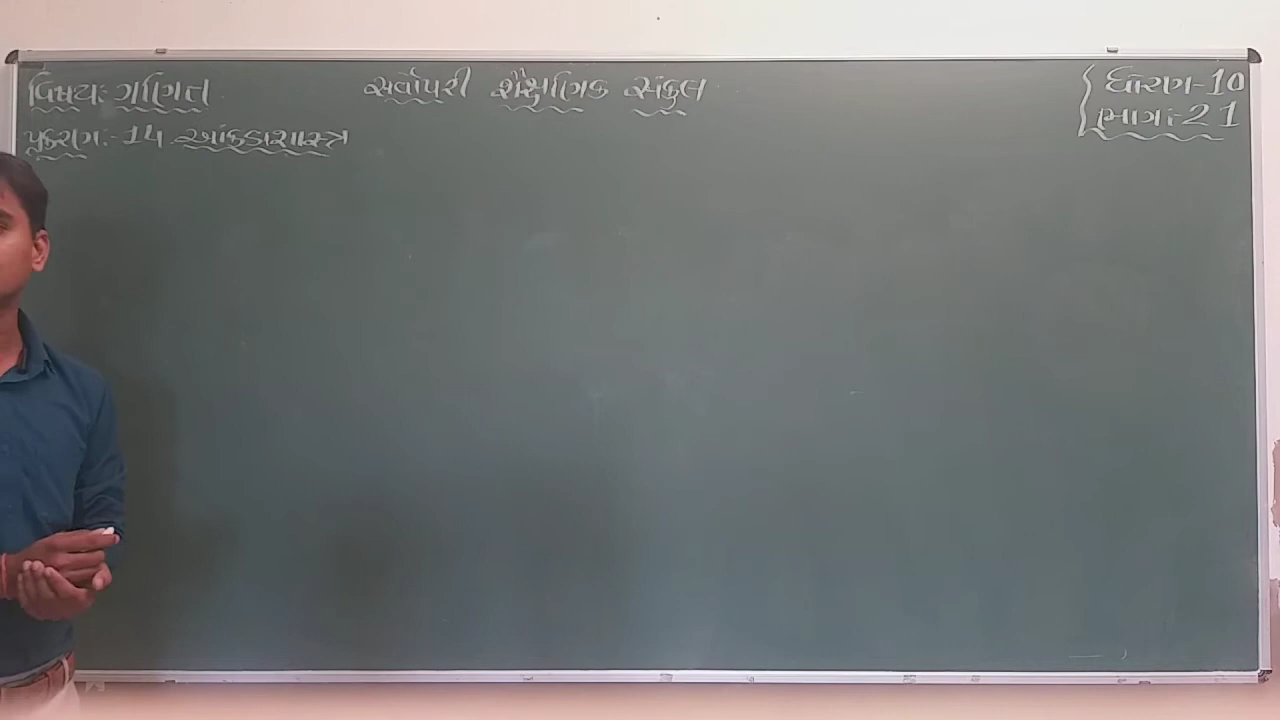 વિષય: ગણિત
સર્વોપરી શૈક્ષણિક સંકુલ
ધોરણ-10
ભાગ:-21
પ્રકરણ:-14 આંકડાશાસ્ત્ર